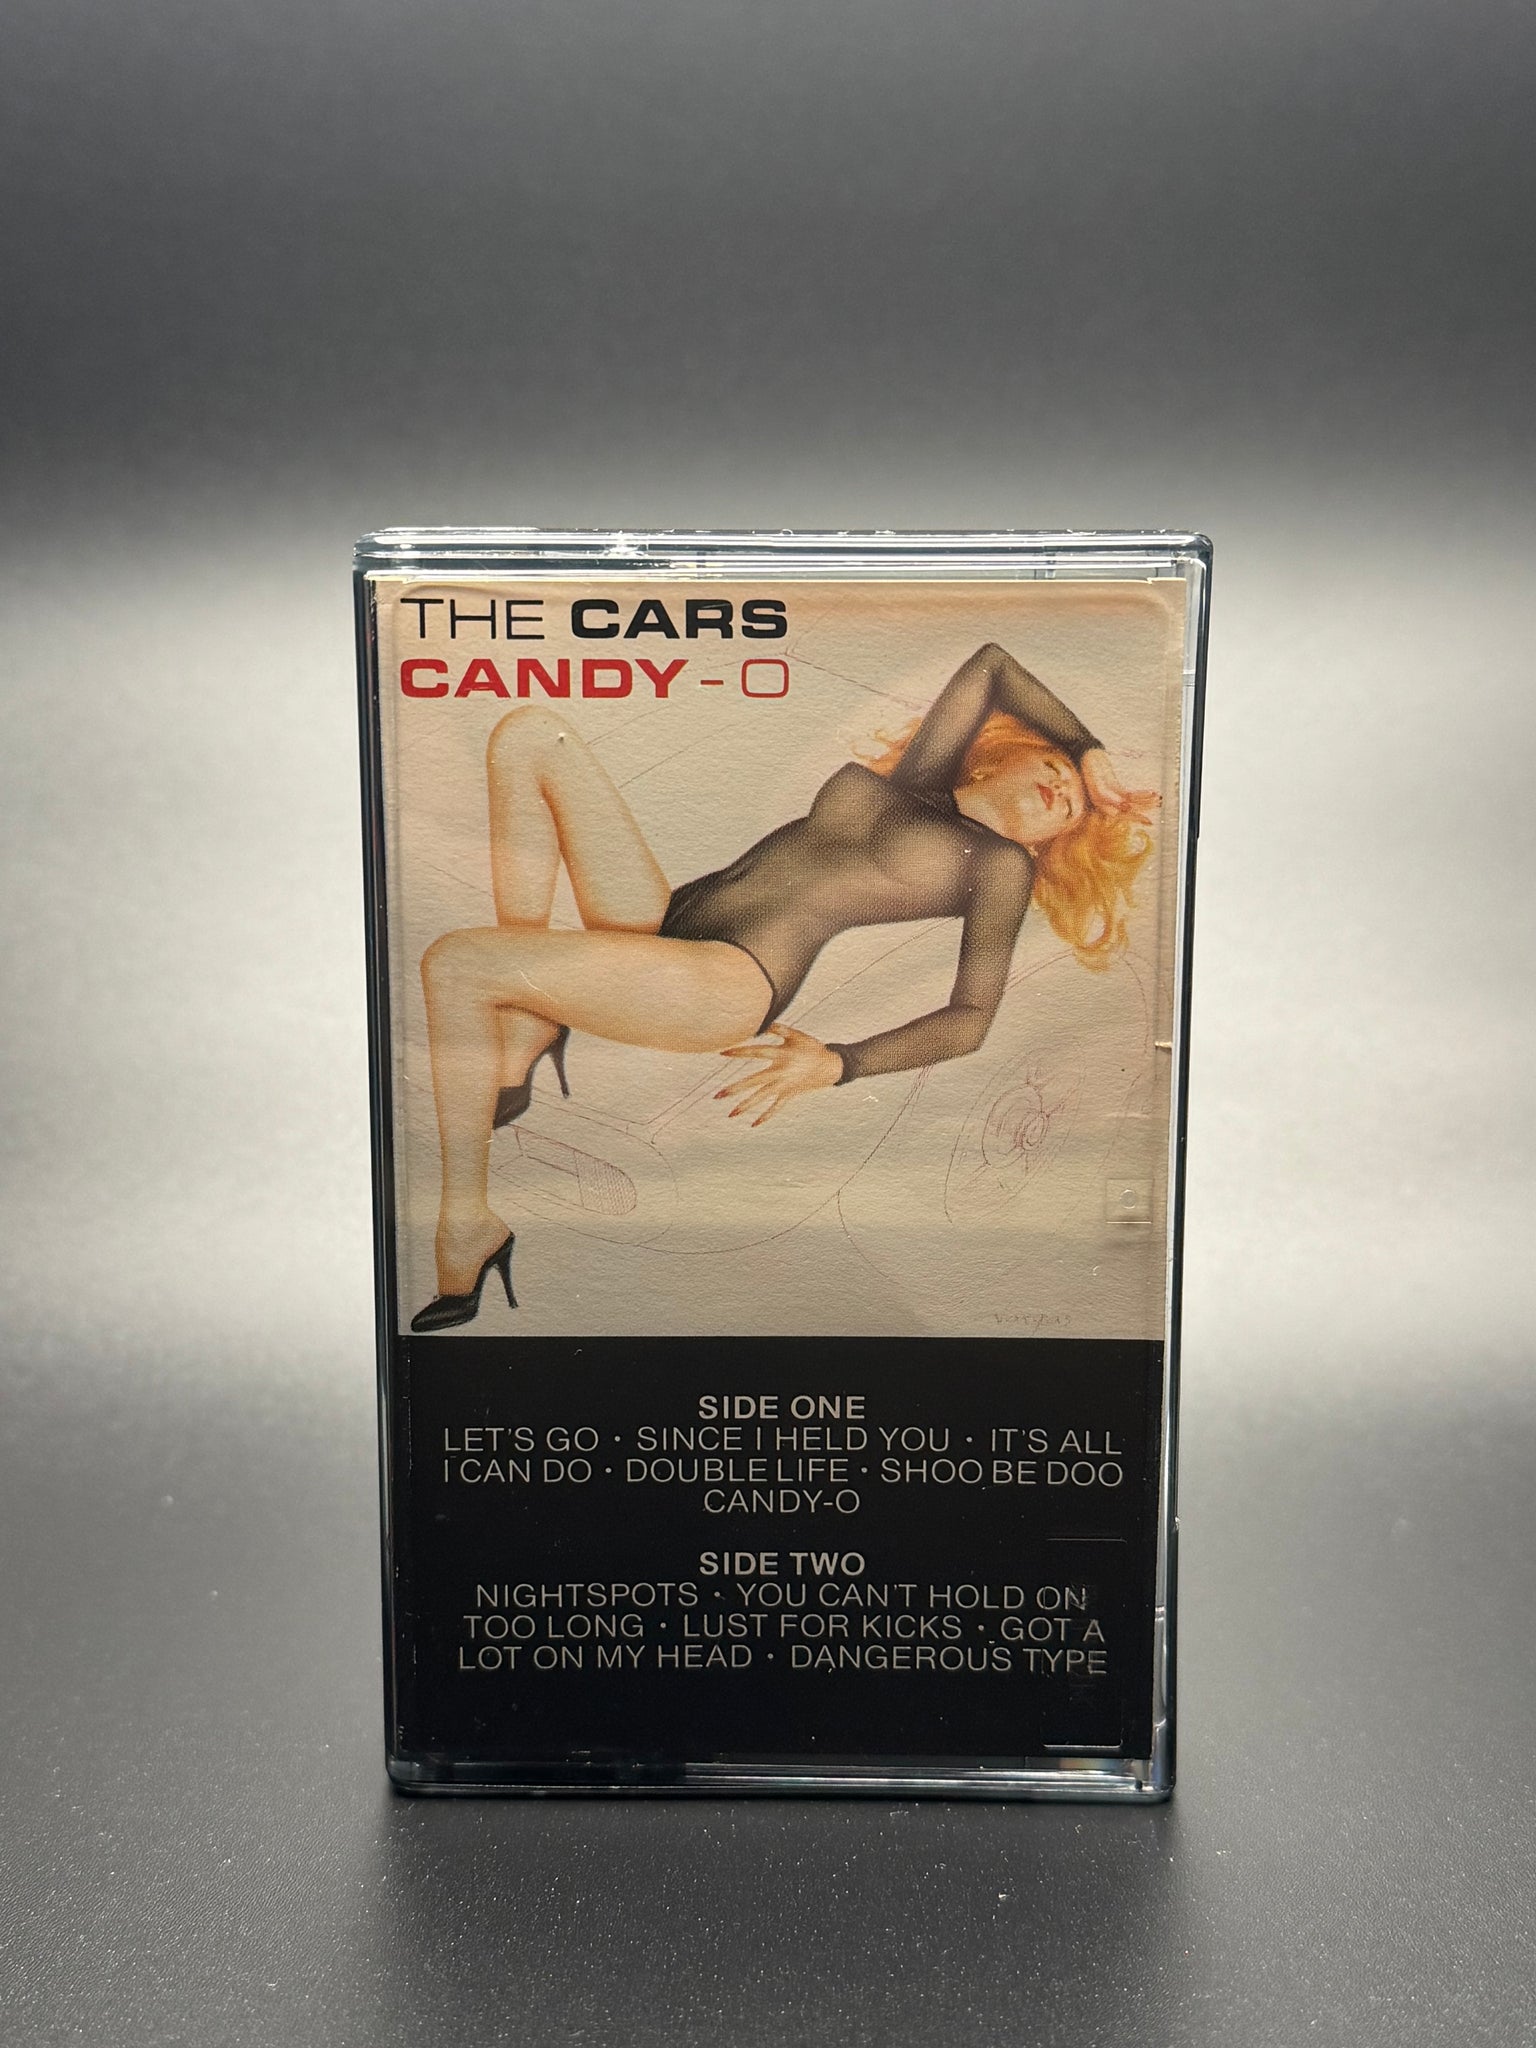 THE CARS
CANDY-O
VARGAS
SIDE ONE
LET'S GO • SINCE I HELD YOU • IT'S ALL
I CAN DO • DOUBLE LIFE • SHOO BE DOO
CANDY-O
SIDE TWO
NIGHTSPOTS • YOU CAN'T HOLD ON
TOO LONG • LUST FOR KICKS • GOT A
LOT ON MY HEAD • DANGEROUS TYPE